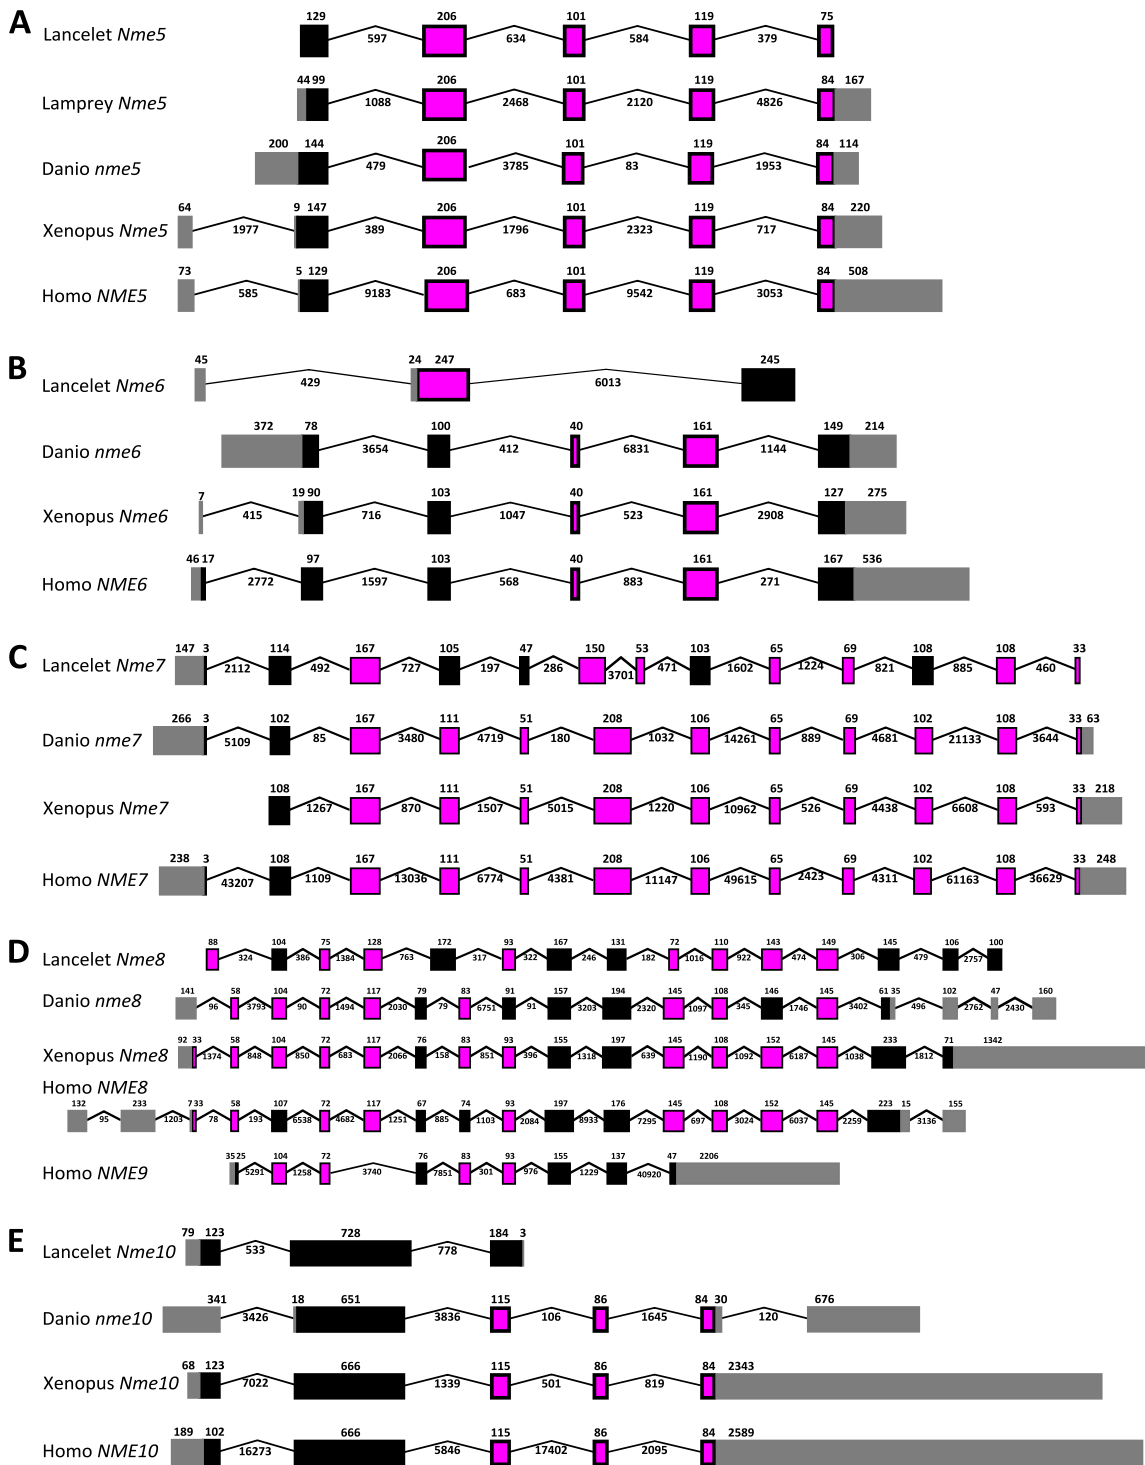 A
Lancelet Nme5
129 206 101 119 75
597 634 584 379
Lamprey Nme5
44 99 206 101 119 84 167
1088 2468 2120 4826
Danio nme5
200 144 206 101 119 84 114
479 3785 83 1953
Xenopus Nme5
64 9 147 206 101 119 84 220
1977 389 1796 2323 717
Homo NME5
73 5 129 206 101 119 84 508
585 9183 683 9542 3053
B
Lancelet Nme6
45 24 247 245
429 6013
Danio nme6
372 78 100 40 161 149 214
3654 412 6831 1144
Xenopus Nme6
7 19 90 103 40 161 127 275
415 716 1047 523 2908
Homo NME6
46 17 97 103 40 161 167 536
2772 1597 568 883 271
C
Lancelet Nme7
147 3 114 167 105 47 150 53 103 65 69 108 108 33
2112 492 727 197 286 3701 471 1602 1224 821 885 460
Danio nme7
266 3 102 167 111 51 208 106 65 69 102 108 33 63
5109 85 3480 4719 180 1032 14261 889 4681 21133 3644
Xenopus Nme7
108 167 111 51 208 106 65 69 102 108 33 218
1267 870 1507 5015 1220 10962 526 4438 6608 593
Homo NME7
238 3 108 167 111 51 208 106 65 69 102 108 33 248
43207 1109 13036 6774 4381 11147 49615 2423 4311 61163 36629
D
Lancelet Nme8
88 104 75 128 172 93 167 131 72 110 143 149 145 106 100
324 386 1384 763 317 322 246 182 1016 922 474 306 479 2757
Danio nme8
141 58 104 72 117 79 83 91 157 194 145 108 146 145 61 35 102 47 160
96 3793 90 1494 2030 79 6751 91 3203 2320 1097 345 1746 3402 496 2762 2430
Xenopus Nme8
92 33 58 104 72 117 76 83 93 155 197 145 108 152 145 233 71 1342
1374 848 850 683 2066 158 851 396 1318 639 1190 1092 6187 1038 1812
Homo NME8
132 233 7 33 58 107 72 117 67 74 93 197 176 145 108 152 145 223 15 155
95 1203 78 193 6538 4682 1251 885 1103 2084 8933 7295 697 3024 6037 2259 3136
Homo NME9
35 25 104 72 76 83 93 155 137 47 2206
5291 1258 3740 7851 301 976 1229 40920
E
Lancelet Nme10
79 123 728 184 3
533 778
Danio nme10
341 18 651 115 86 84 30 676
3426 3836 106 1645 120
Xenopus Nme10
68 123 666 115 86 84 2343
7022 1339 501 819
Homo NME10
189 102 666 115 86 84 2589
16273 5846 17402 2095